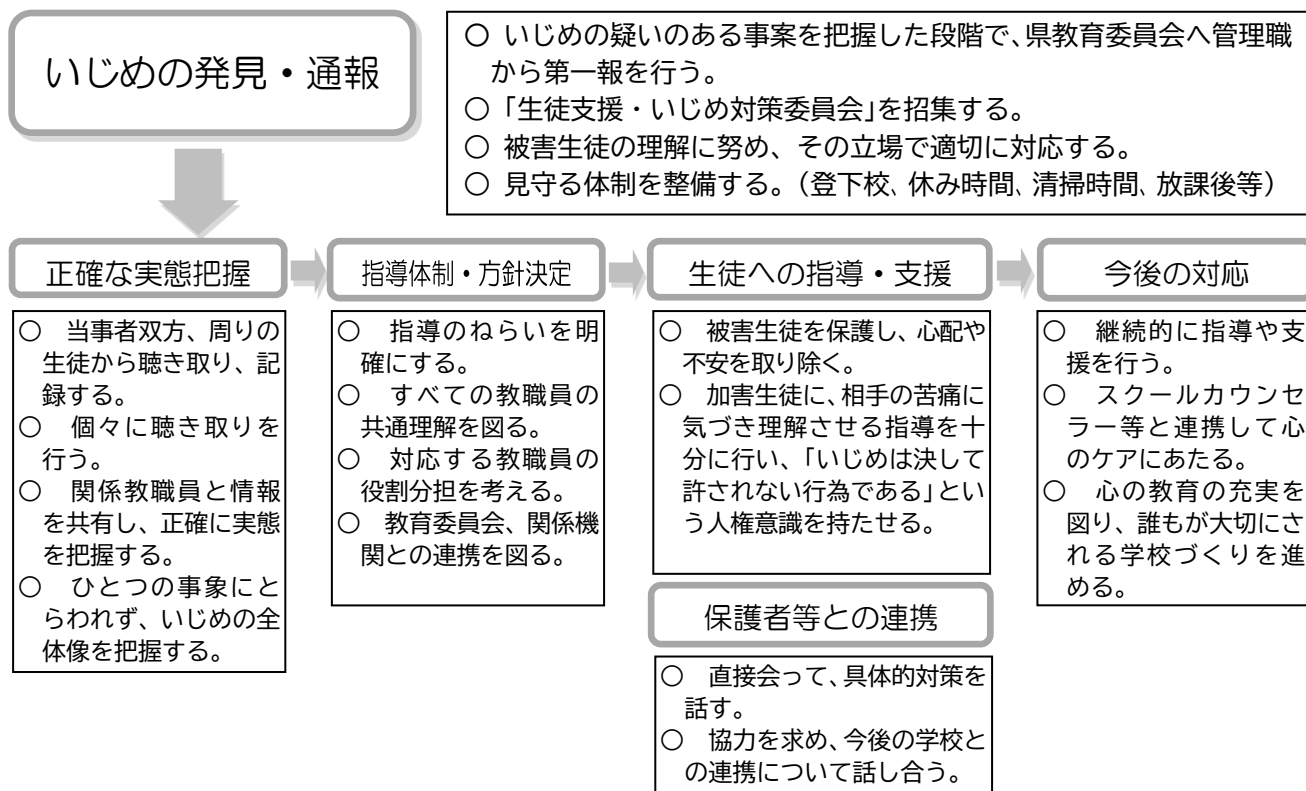 いじめの発見・通報
○ いじめの疑いのある事案を把握した段階で、県教育委員会へ管理職
から第一報を行う。
○「生徒支援・いじめ対策委員会」を招集する。
○ 被害生徒の理解に努め、その立場で適切に対応する。
○ 見守る体制を整備する。（登下校、休み時間、清掃時間、放課後等）
正確な実態把握
○ 当事者双方、周りの
生徒から聴き取り、記
録する。
○ 個々に聴き取りを
行う。
○ 関係教職員と情報
を共有し、正確に実態
を把握する。
○ ひとつの事象にと
らわれず、いじめの全
体像を把握する。
指導体制・方針決定
○ 指導のねらいを明
確にする。
○ すべての教職員の
共通理解を図る。
○ 対応する教職員の
役割分担を考える。
○ 教育委員会、関係機
関との連携を図る。
生徒への指導・支援
○ 被害生徒を保護し、心配や
不安を取り除く。
○ 加害生徒に、相手の苦痛に
気づき理解させる指導を十
分に行い、「いじめは決して
許されない行為である」とい
う人権意識を持たせる。
保護者等との連携
○ 直接会って、具体的対策を
話す。
○ 協力を求め、今後の学校と
の連携について話し合う。
今後の対応
○ 継続的に指導や支
援を行う。
○ スクールカウンセ
ラー等と連携して心
のケアにあたる。
○ 心の教育の充実を
図り、誰もが大切にさ
れる学校づくりを進
める。